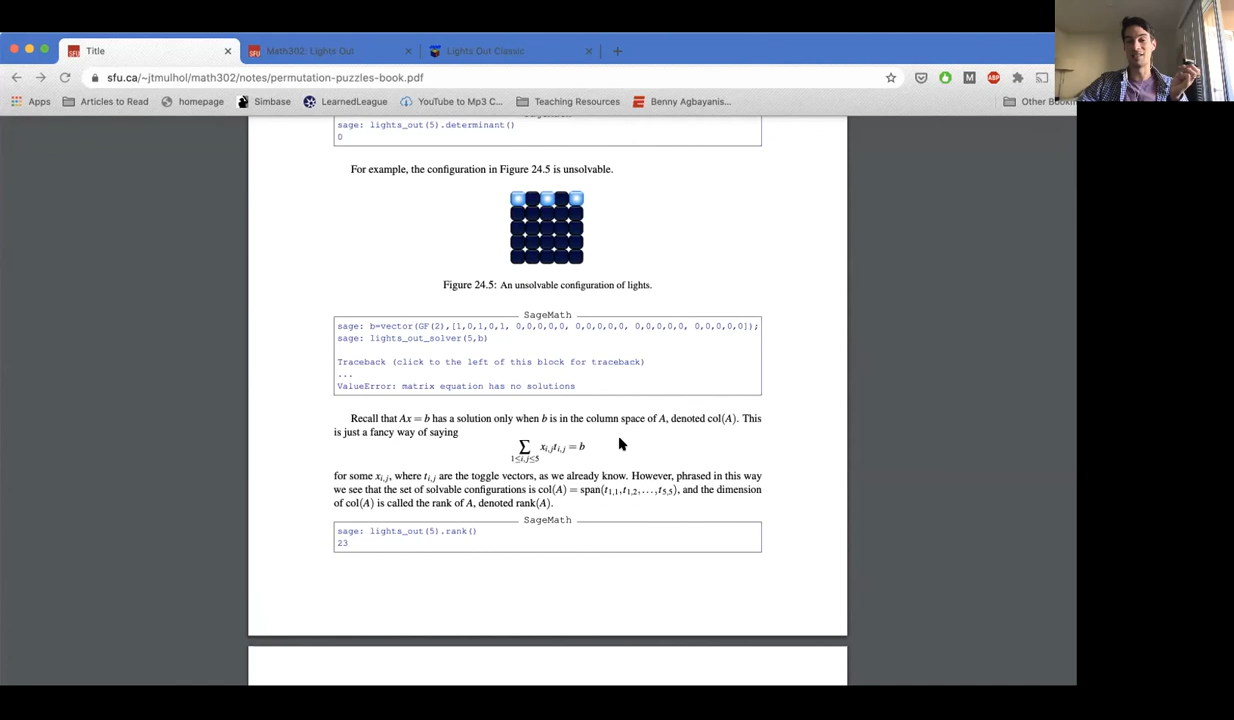 Title
Math302: Lights Out
Lights Out Classic
sfu.ca/~jtmulhol/math302/notes/permutation-puzzles-book.pdf
Apps
Articles to Read
homepage
Simbase
LearnedLeague
YouTube to Mp3 C...
Teaching Resources
Benny Agbayanis...
Other
sage: lights_out(5).determinant()
0
For example, the configuration in Figure 24.5 is unsolvable.
Figure 24.5: An unsolvable configuration of lights.
SageMath
sage: b=vector(GF(2),[1,0,1,0,1, 0,0,0,0,0, 0,0,0,0,0, 0,0,0,0,0, 0,0,0,0,0]);
sage: lights_out_solver(5,b)
Traceback (click to the left of this block for traceback)
...
ValueError: matrix equation has no solutions
Recall that Ax = b has a solution only when b is in the column space of A, denoted col(A). This
is just a fancy way of saying
∑ x_{i,j} t_{i,j} = b
1≤i,j≤5
for some x_{i,j}, where t_{i,j} are the toggle vectors, as we already know. However, phrased in this way
we see that the set of solvable configurations is col(A) = span(t_{1,1}, t_{1,2}, ..., t_{5,5}), and the dimension
of col(A) is called the rank of A, denoted rank(A).
SageMath
sage: lights_out(5).rank()
23